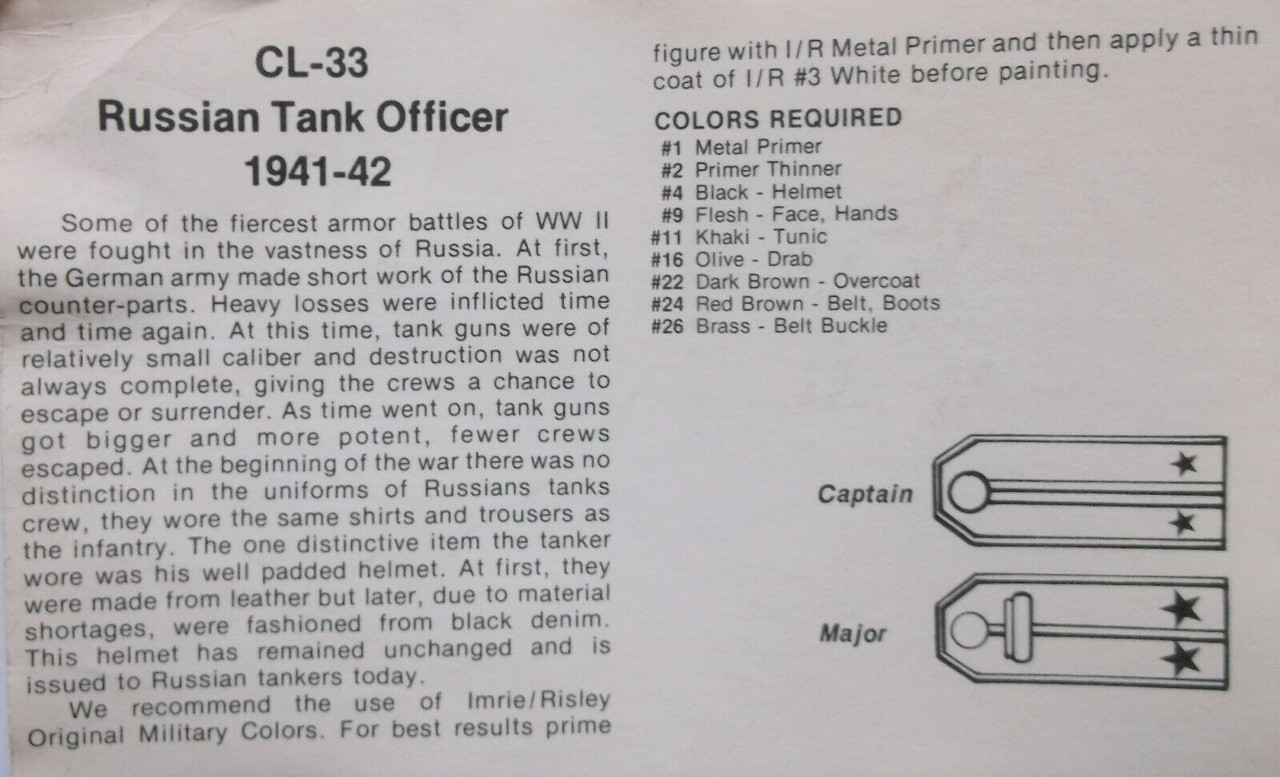 CL-33
Russian Tank Officer
1941-42
Some of the fiercest armor battles of WW II
were fought in the vastness of Russia. At first,
the German army made short work of the Russian
counter-parts. Heavy losses were inflicted time
and time again. At this time, tank guns were of
relatively small caliber and destruction was not
always complete, giving the crews a chance to
escape or surrender. As time went on, tank guns
got bigger and more potent, fewer crews
escaped. At the beginning of the war there was no
distinction in the uniforms of Russians tanks
crew, they wore the same shirts and trousers as
the infantry. The one distinctive item the tanker
wore was his well padded helmet. At first, they
were made from leather but later, due to material
shortages, were fashioned from black denim.
This helmet has remained unchanged and is
issued to Russian tankers today.
We recommend the use of Imrie/Risley
Original Military Colors. For best results prime
figure with I/R Metal Primer and then apply a thin
coat of I/R #3 White before painting.
COLORS REQUIRED
#1 Metal Primer
#2 Primer Thinner
#4 Black - Helmet
#9 Flesh - Face, Hands
#11 Khaki - Tunic
#16 Olive - Drab
#22 Dark Brown - Overcoat
#24 Red Brown - Belt, Boots
#26 Brass - Belt Buckle
Captain
Major